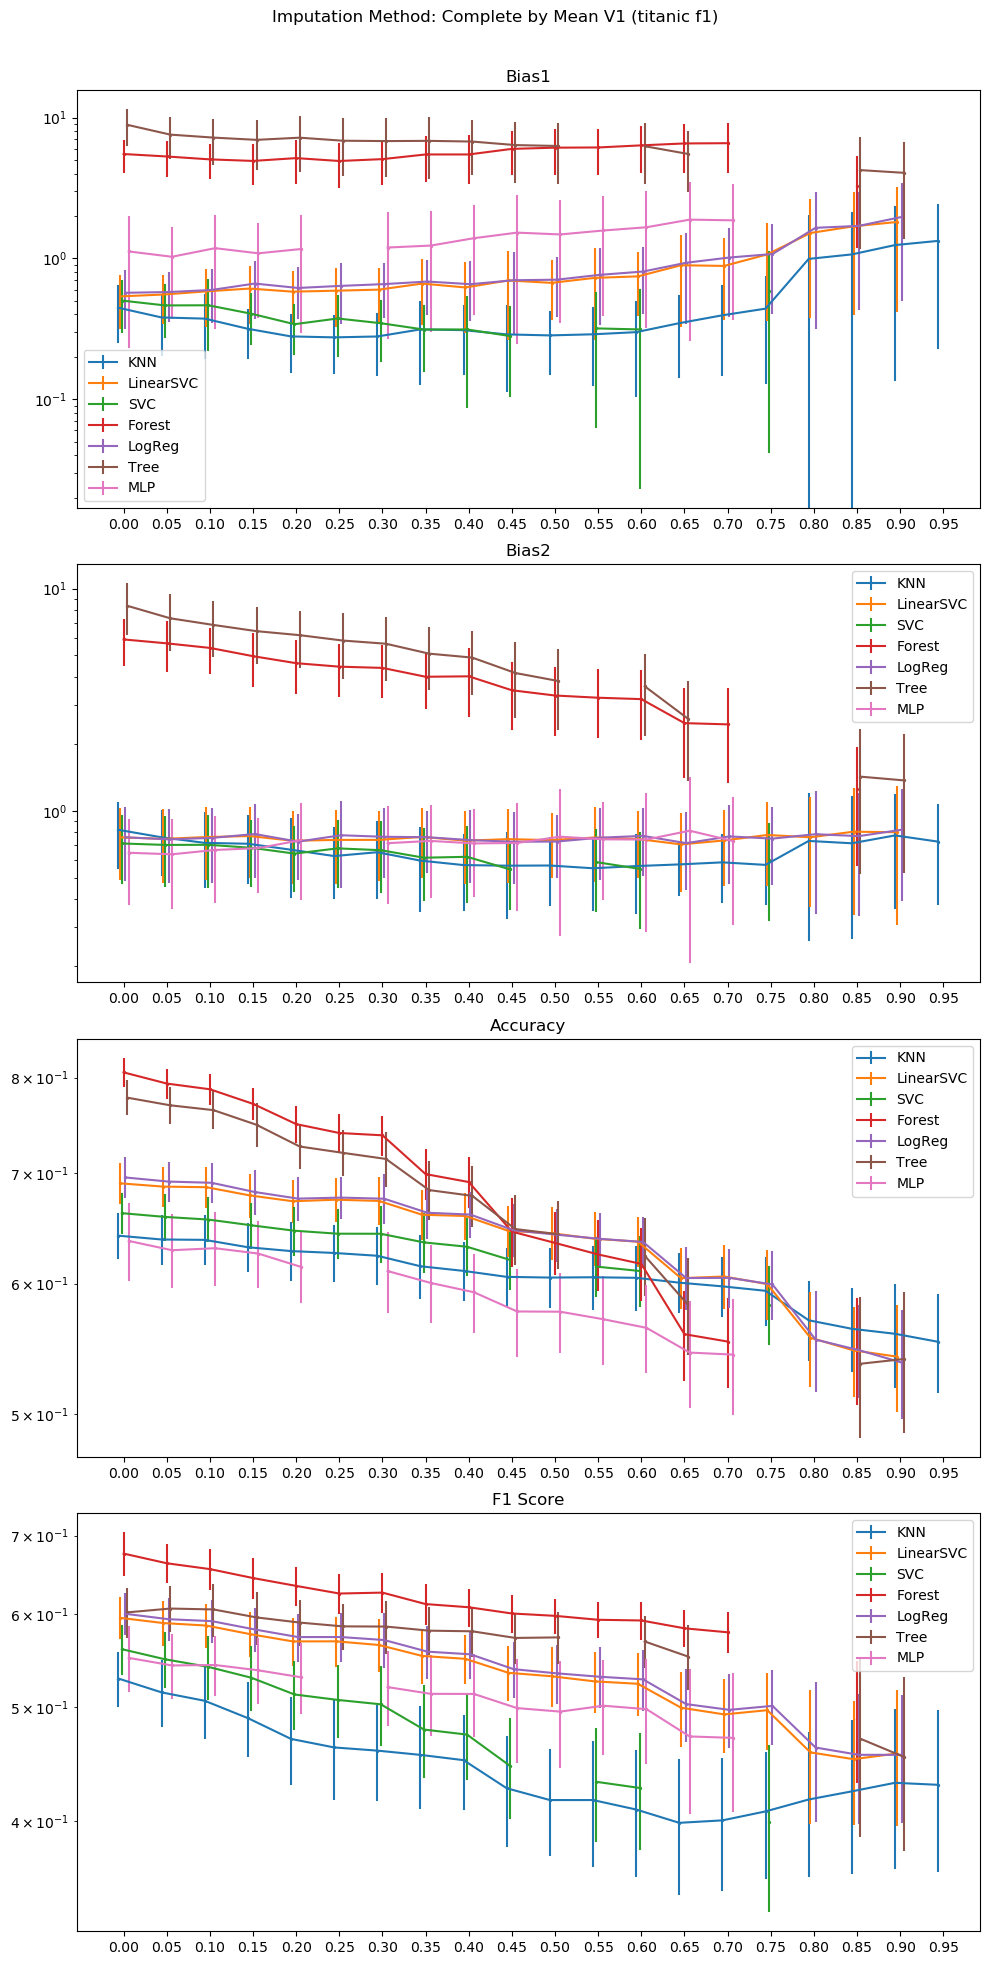 Imputation Method: Complete by Mean V1 (titanic f1)
Bias1
10¹
10⁰
10⁻¹
KNN
LinearSVC
SVC
Forest
LogReg
Tree
MLP
0.00 0.05 0.10 0.15 0.20 0.25 0.30 0.35 0.40 0.45 0.50 0.55 0.60 0.65 0.70 0.75 0.80 0.85 0.90 0.95
Bias2
10¹
10⁰
KNN
LinearSVC
SVC
Forest
LogReg
Tree
MLP
0.00 0.05 0.10 0.15 0.20 0.25 0.30 0.35 0.40 0.45 0.50 0.55 0.60 0.65 0.70 0.75 0.80 0.85 0.90 0.95
Accuracy
8 × 10⁻¹
7 × 10⁻¹
6 × 10⁻¹
5 × 10⁻¹
KNN
LinearSVC
SVC
Forest
LogReg
Tree
MLP
0.00 0.05 0.10 0.15 0.20 0.25 0.30 0.35 0.40 0.45 0.50 0.55 0.60 0.65 0.70 0.75 0.80 0.85 0.90 0.95
F1 Score
7 × 10⁻¹
6 × 10⁻¹
5 × 10⁻¹
4 × 10⁻¹
KNN
LinearSVC
SVC
Forest
LogReg
Tree
MLP
0.00 0.05 0.10 0.15 0.20 0.25 0.30 0.35 0.40 0.45 0.50 0.55 0.60 0.65 0.70 0.75 0.80 0.85 0.90 0.95